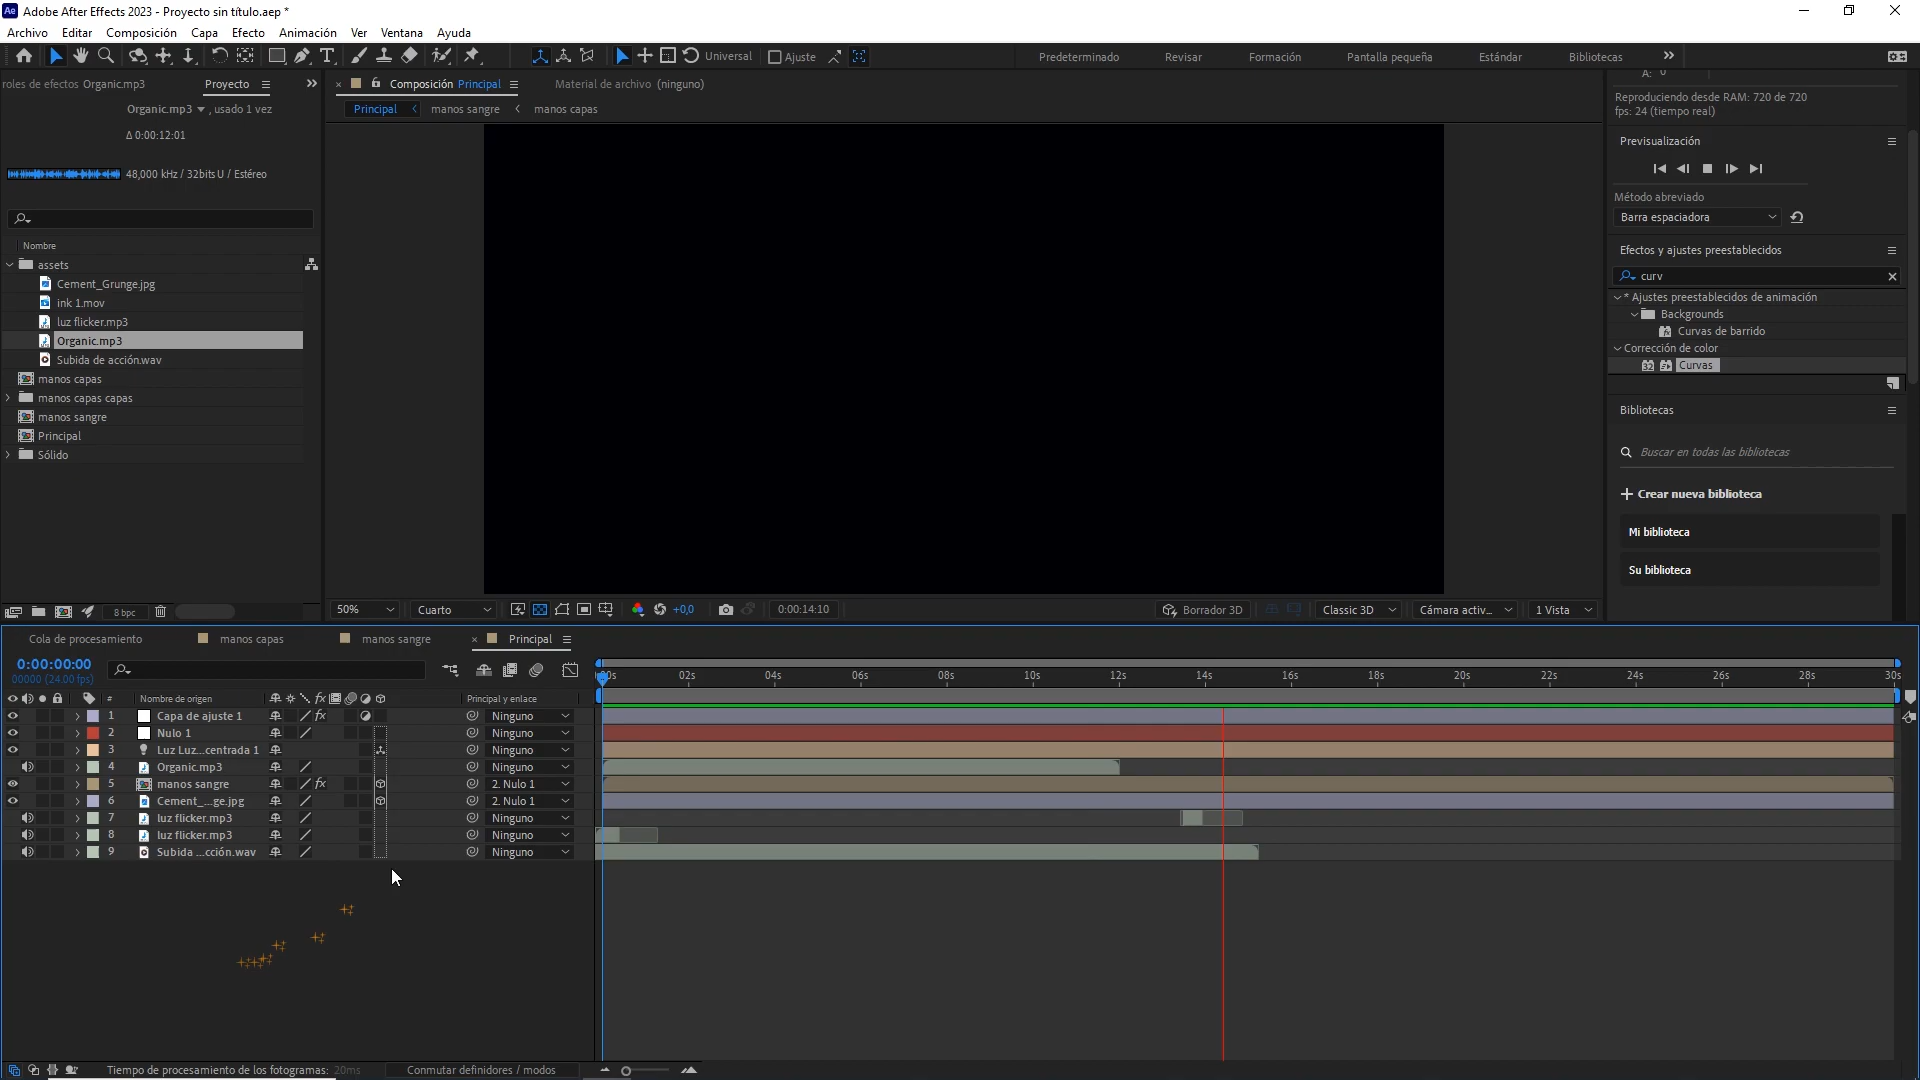 Adobe After Effects 2023 - Proyecto sin título.aep *
Archivo Editar Composición Capa Efecto Animación Ver Ventana Ayuda
Universal Ajuste Predeterminado Revisar Formación Pantalla pequeña Estándar Bibliotecas
roles de efectos Organic.mp3 Proyecto
Composición Principal Material de archivo (ninguno)
Principal manos sangre manos capas
Organic.mp3 , usado 1 vez
Δ 0:00:12:01
48,000 kHz / 32bits U / Estéreo
Nombre
assets
Cement_Grunge.jpg
ink 1.mov
luz flicker.mp3
Organic.mp3
Subida de acción.wav
manos capas
manos capas capas
manos sangre
Principal
Sólido
8 bpc
50% Cuarto +0,0 0:00:14:10 Borrador 3D Classic 3D Cámara activ... 1 Vista
A: 0
Reproduciendo desde RAM: 720 de 720
fps: 24 (tiempo real)
Previsualización
Método abreviado
Barra espaciadora
Efectos y ajustes preestablecidos
curv
* Ajustes preestablecidos de animación
Backgrounds
Curvas de barrido
Corrección de color
32 Curvas
Bibliotecas
Buscar en todas las bibliotecas
Crear nueva biblioteca
Mi biblioteca
Su biblioteca
Cola de procesamiento manos capas manos sangre Principal
0:00:00:00
00000 (24.00 fps)
00s 02s 04s 06s 08s 10s 12s 14s 16s 18s 20s 22s 24s 26s 28s 30s
# Nombre de origen fx Principal y enlace
1 Capa de ajuste 1 fx Ninguno
2 Nulo 1 Ninguno
3 Luz Luz...centrada 1 Ninguno
4 Organic.mp3 Ninguno
5 manos sangre fx 2. Nulo 1
6 Cement_...ge.jpg 2. Nulo 1
7 luz flicker.mp3 Ninguno
8 luz flicker.mp3 Ninguno
9 Subida ...cción.wav Ninguno
Tiempo de procesamiento de los fotogramas: 20ms Conmutar definidores / modos